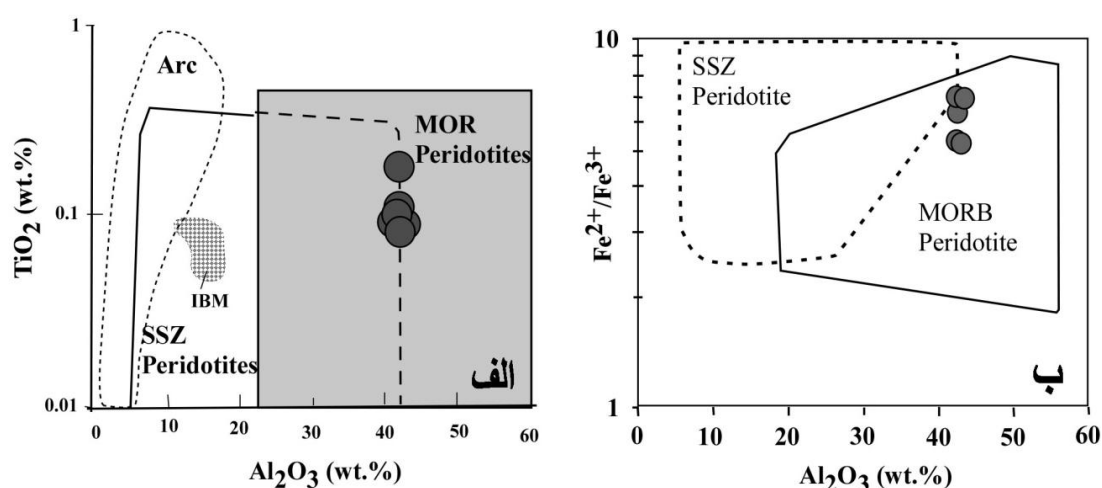 1
0.1
0.01
TiO2 (wt.%)
Arc
MOR
Peridotites
IBM
SSZ
Peridotites
الف
0
10
20
30
40
50
60
Al2O3 (wt.%)
10
1
Fe2+/Fe3+
SSZ
Peridotite
MORB
Peridotite
ب
0
10
20
30
40
50
60
Al2O3 (wt.%)